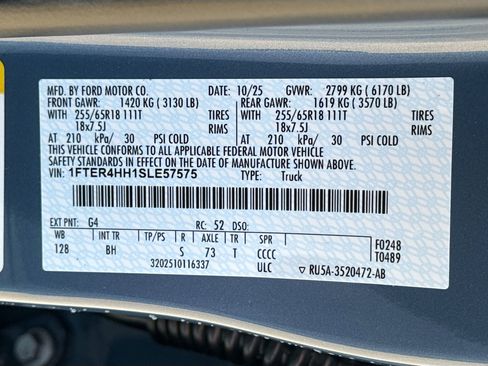 MFD. BY FORD MOTOR CO. 10/25 GVWR: 2799 KG ( 6170 LB)
FRONT GAWR: 1420 KG ( 3130 LB) REAR GAWR: 1619 KG ( 3570 LB)
WITH 255/65R18 111T TIRES WITH 255/65R18 111T TIRES
18x7.5J RIMS 18x7.5J RIMS
AT 210 kPa/ 30 PSI COLD AT 210 kPa/ 30 PSI COLD
THIS VEHICLE CONFORMS TO ALL APPLICABLE FEDERAL MOTOR VEHICLE SAFETY STANDARDS IN EFFECT ON THE
DATE OF MANUFACTURE SHOWN ABOVE.
VIN: 1FTER4HH1SLE57575 TYPE: Truck
EXT PNT: G4 RC: 52 DSO:
WB INT TR TP/PS R AXLE TR SPR F0248
128 BH S 73 T CCCC T0489
3202510116337 ULC RU5A-3520472-AB